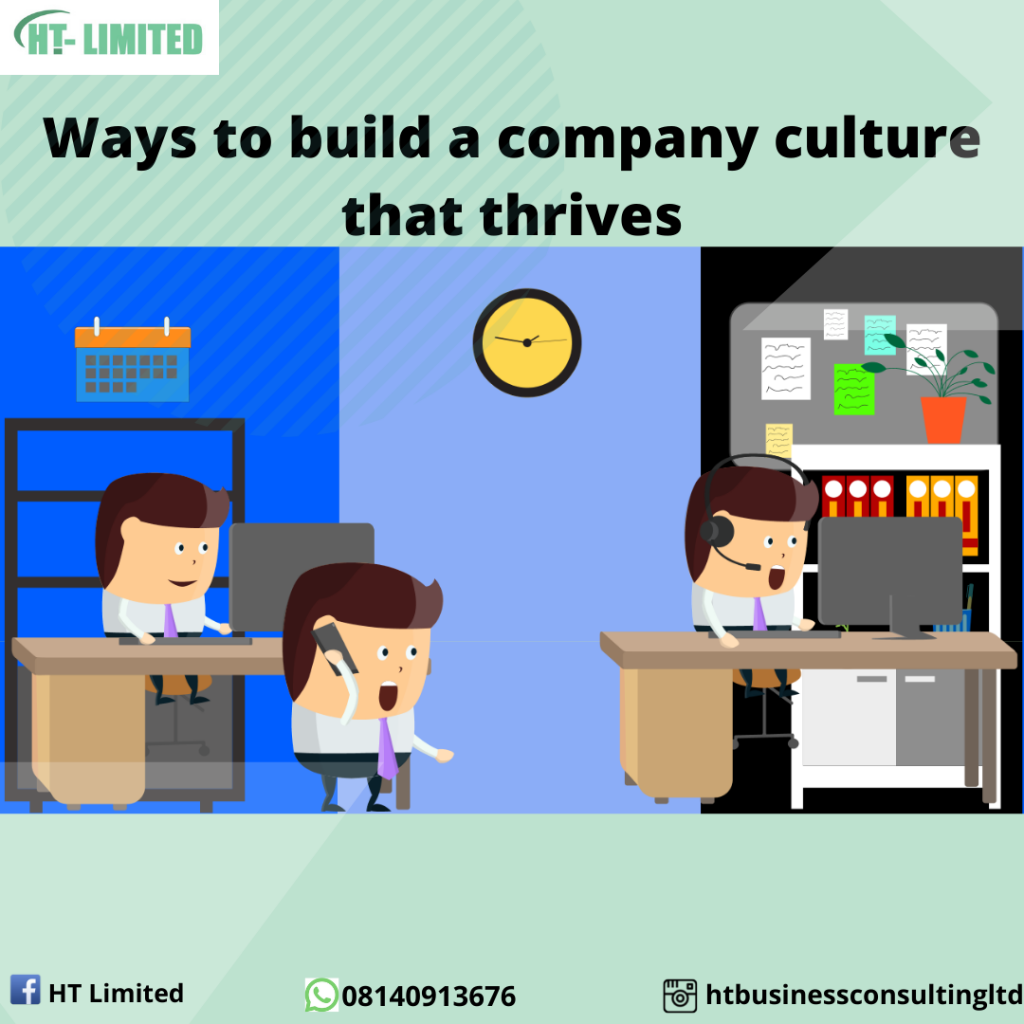 HT- LIMITED
Ways to build a company culture
that thrives
HT Limited
08140913676
htbusinessconsultingltd